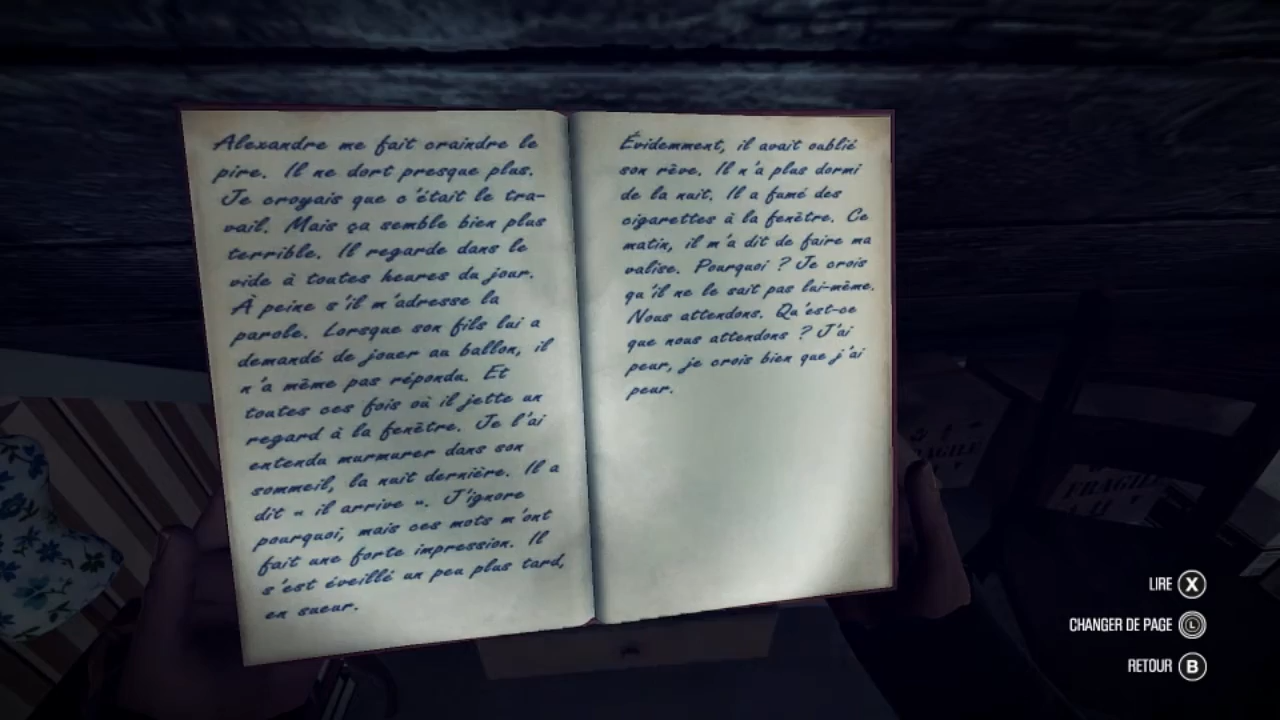 Alexandre me fait craindre le
pire. Il ne dort presque plus.
Je croyais que c'était le tra-
vail. Mais ça semble bien plus
terrible. Il regarde dans le
vide à toutes heures du jour.
À peine s'il m'adresse la
parole. Lorsque son fils lui a
demandé de jouer au ballon, il
n'a même pas répondu. Et
toutes ces fois où il jette un
regard à la fenêtre. Je l'ai
entendu murmurer dans son
sommeil, la nuit dernière. Il a
dit « il arrive ». J'ignore
pourquoi, mais ces mots m'ont
fait une forte impression. Il
s'est éveillé un peu plus tard,
en sueur.
Évidemment, il avait oublié
son rêve. Il n'a plus dormi
de la nuit. Il a fumé des
cigarettes à la fenêtre. Ce
matin, il m'a dit de faire ma
valise. Pourquoi ? Je crois
qu'il ne le sait pas lui-même.
Nous attendons. Qu'est-ce
que nous attendons ? J'ai
peur, je crois bien que j'ai
peur.
FRAGILE
LIRE X
CHANGER DE PAGE L
RETOUR B